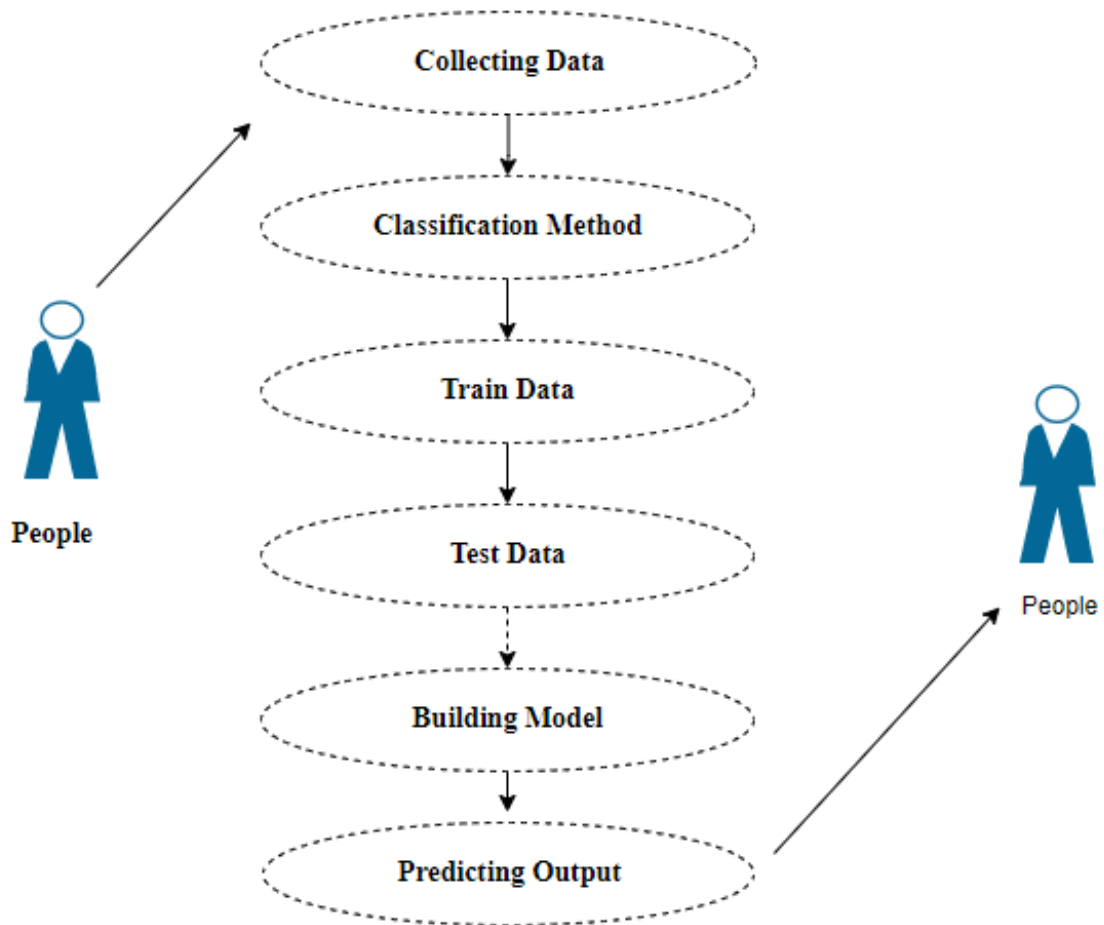 Collecting Data
Classification Method
Train Data
People
Test Data
People
Building Model
Predicting Output